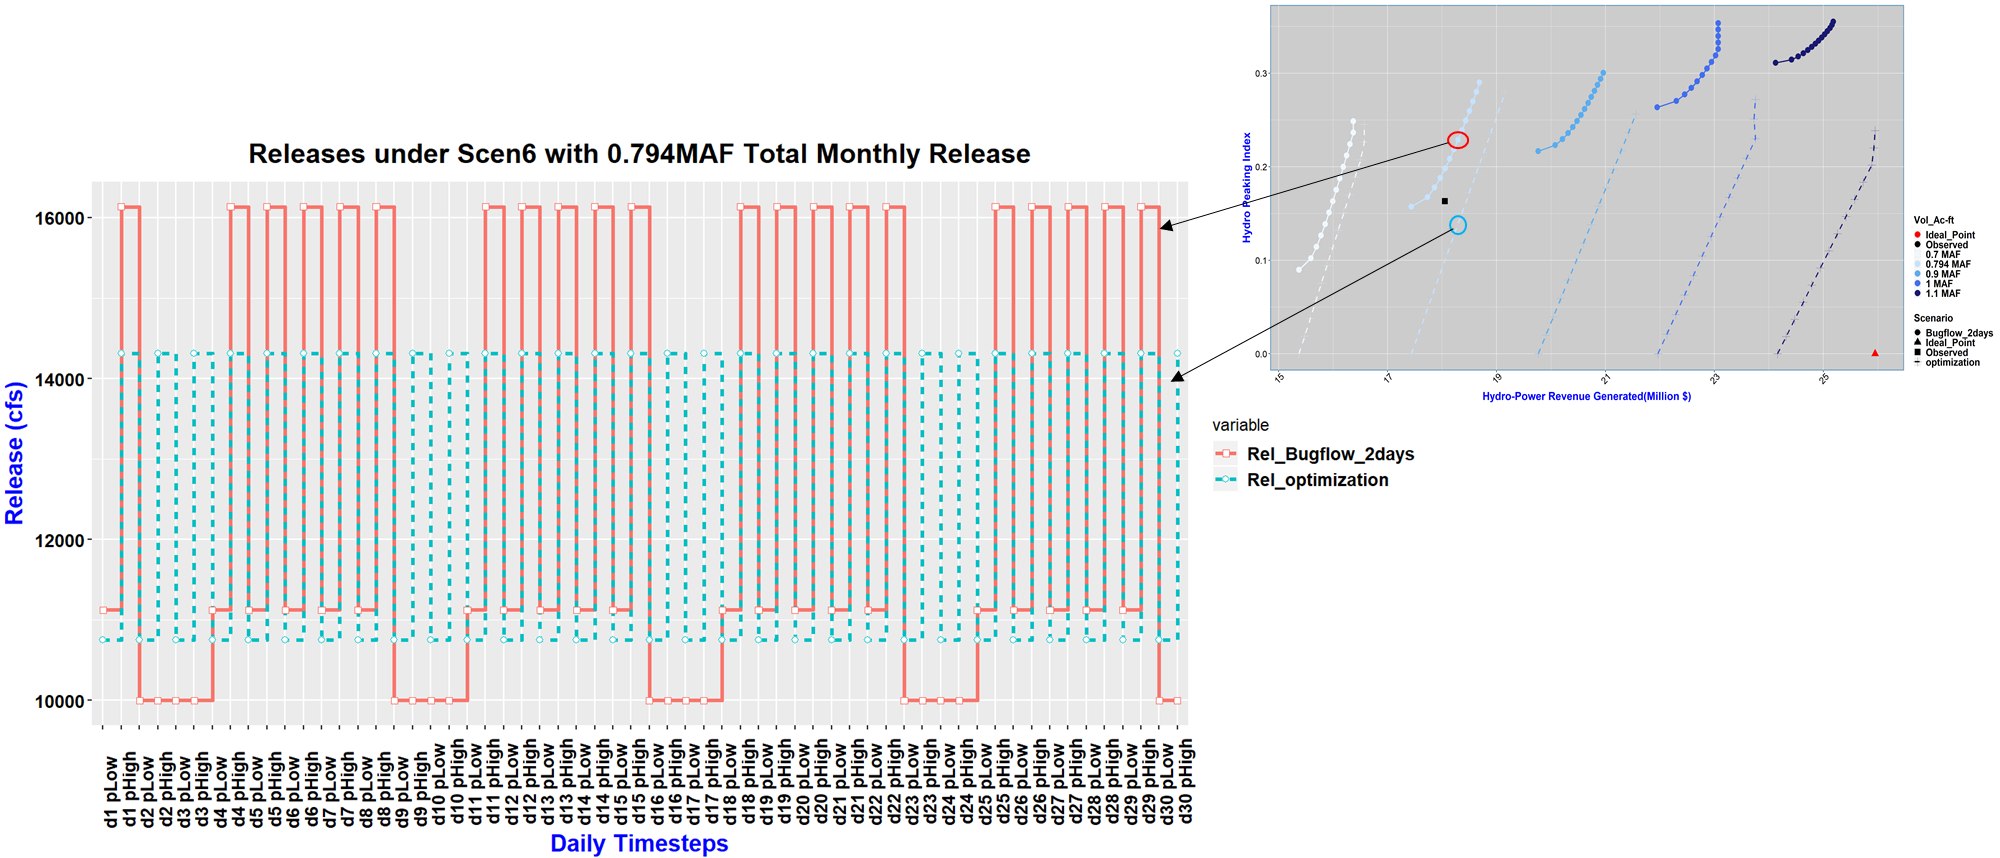 Releases under Scen6 with 0.794MAF Total Monthly Release
Release (cfs)
16000
14000
12000
10000
d1 pLow
d1 pHigh
d2 pLow
d2 pHigh
d3 pLow
d3 pHigh
d4 pLow
d4 pHigh
d5 pLow
d5 pHigh
d6 pLow
d6 pHigh
d7 pLow
d7 pHigh
d8 pLow
d8 pHigh
d9 pLow
d9 pHigh
d10 pLow
d10 pHigh
d11 pLow
d11 pHigh
d12 pLow
d12 pHigh
d13 pLow
d13 pHigh
d14 pLow
d14 pHigh
d15 pLow
d15 pHigh
d16 pLow
d16 pHigh
d17 pLow
d17 pHigh
d18 pLow
d18 pHigh
d19 pLow
d19 pHigh
d20 pLow
d20 pHigh
d21 pLow
d21 pHigh
d22 pLow
d22 pHigh
d23 pLow
d23 pHigh
d24 pLow
d24 pHigh
d25 pLow
d25 pHigh
d26 pLow
d26 pHigh
d27 pLow
d27 pHigh
d28 pLow
d28 pHigh
d29 pLow
d29 pHigh
d30 pLow
d30 pHigh
Daily Timesteps
Hydro Peaking Index
0.3
0.2
0.1
0.0
15
17
19
21
23
25
Hydro-Power Revenue Generated(Million $)
Vol_Ac-ft
Ideal_Point
Observed
0.7 MAF
0.794 MAF
0.9 MAF
1 MAF
1.1 MAF
Scenario
Bugflow_2days
Ideal_Point
Observed
optimization
variable
Rel_Bugflow_2days
Rel_optimization